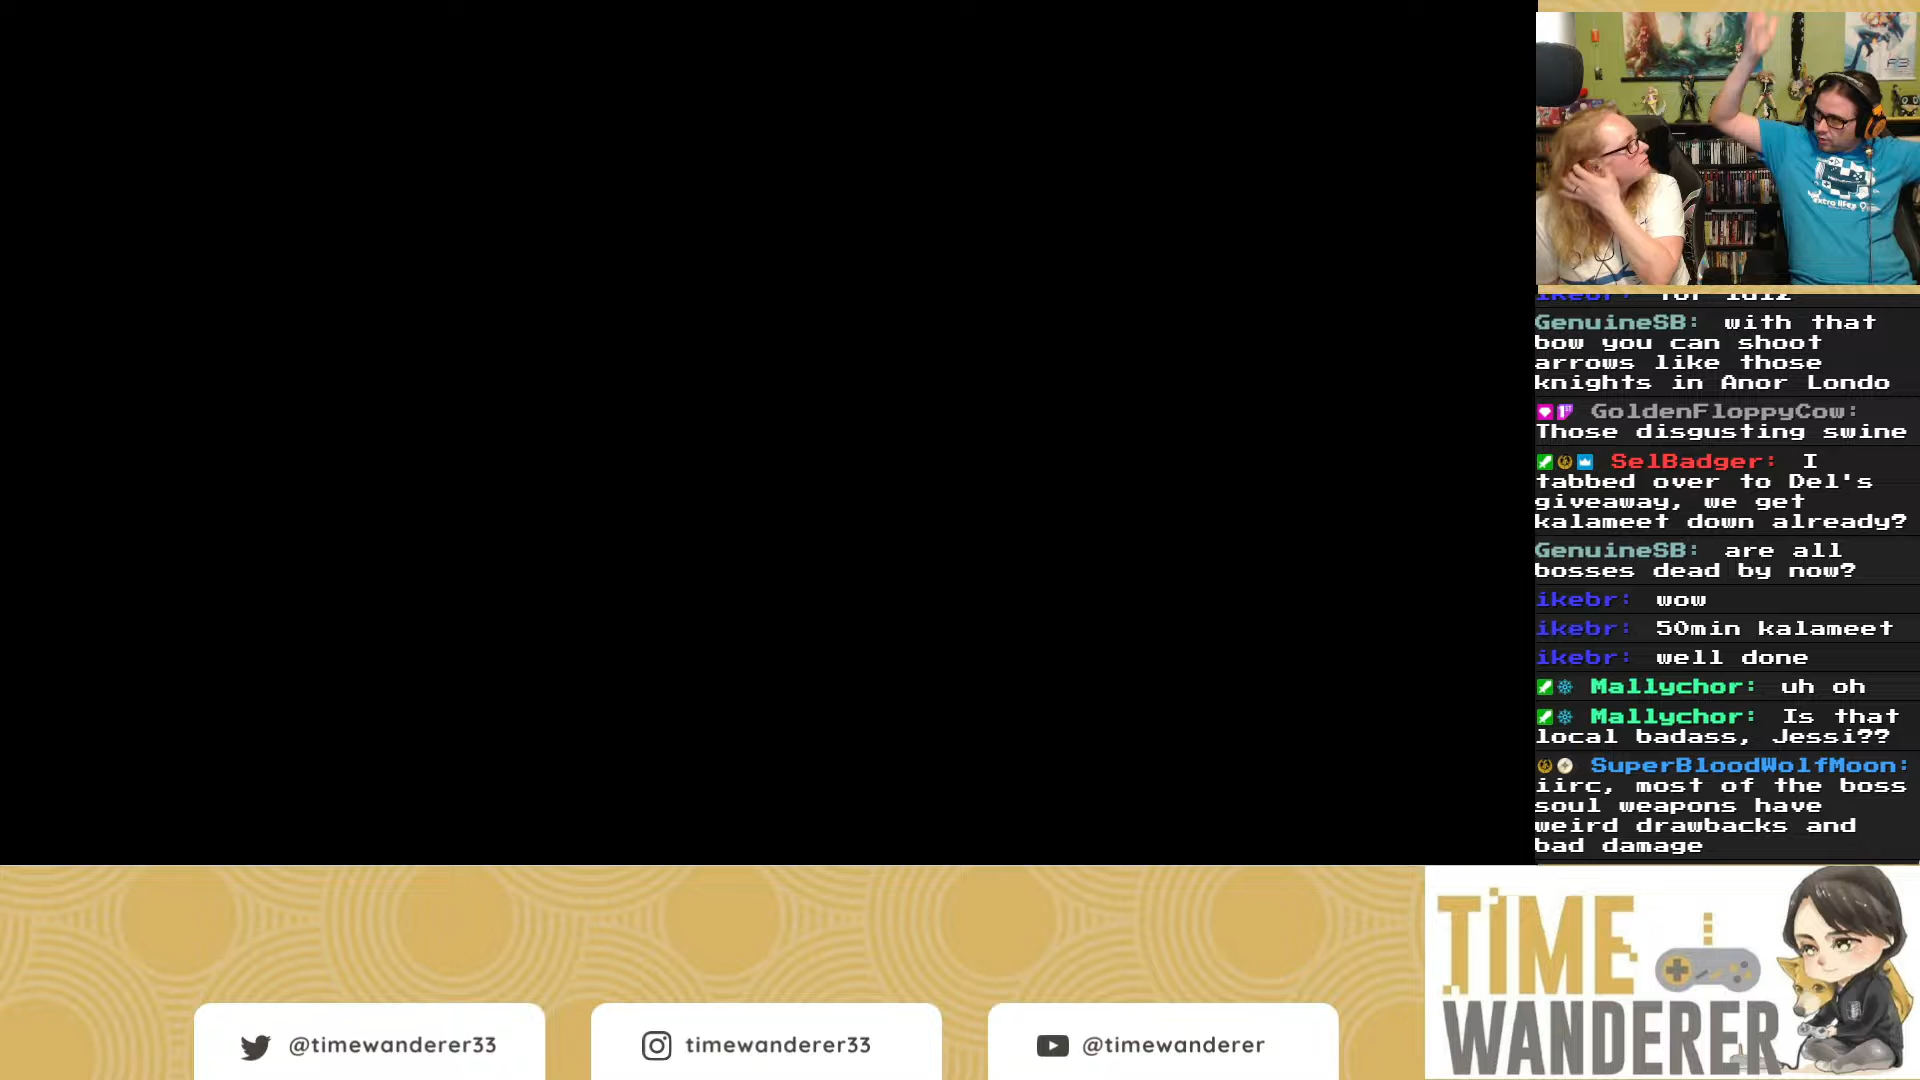 GenuineSB: with that
bow you can shoot
arrows like those
knights in Anor Londo
GoldenFloppyCow:
Those disgusting swine
SelBadger: I
tabbed over to Del's
giveaway, we get
kalameet down already?
GenuineSB: are all
bosses dead by now?
ikebr: wow
ikebr: 50min kalameet
ikebr: well done
Mallychor: uh oh
Mallychor: Is that
local badass, Jessi??
SuperBloodWolfMoon:
iirc, most of the boss
soul weapons have
weird drawbacks and
bad damage
@timewanderer33
timewanderer33
@timewanderer
TIME
WANDERER